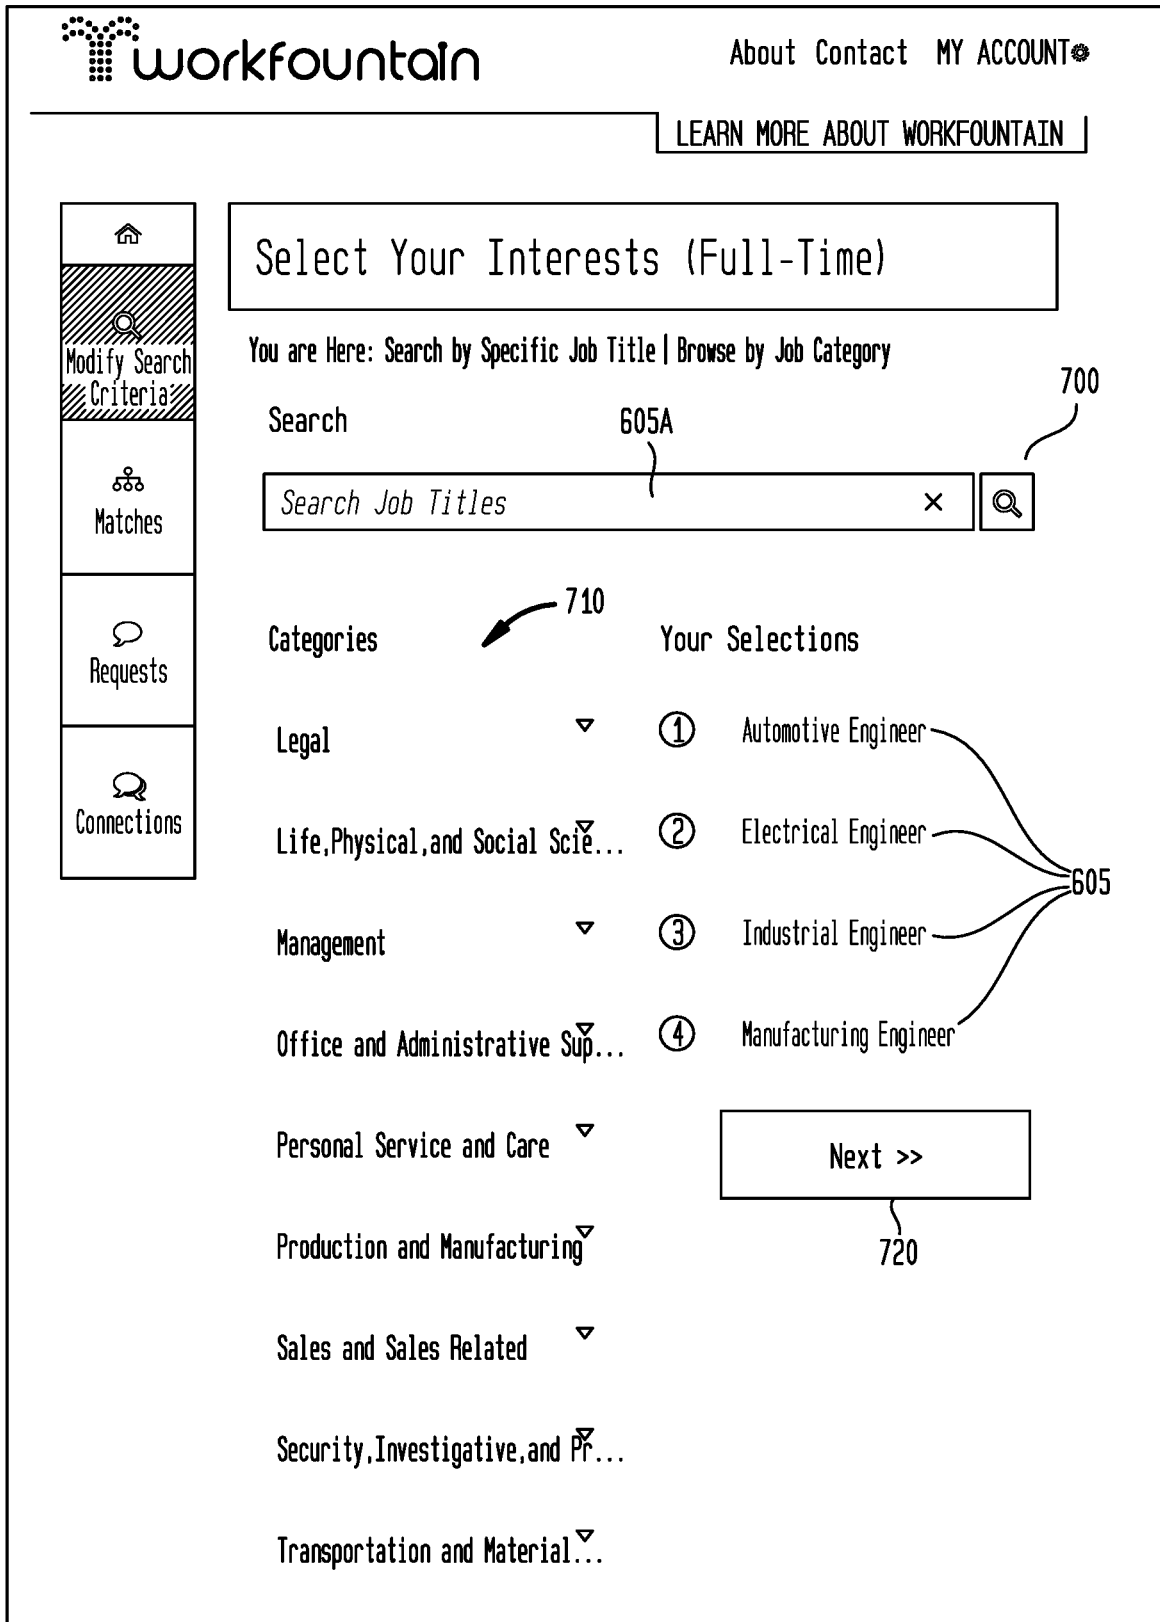 workfountain
About Contact MY ACCOUNT
LEARN MORE ABOUT WORKFOUNTAIN
Select Your Interests (Full-Time)
Modify Search
Criteria
You are Here: Search by Specific Job Title | Browse by Job Category
700
Search
605A
Search Job Titles ×
Matches
710
Categories
Your Selections
Requests
Legal
1 Automotive Engineer
Connections
Life,Physical,and Social Scie...
2 Electrical Engineer
605
Management
3 Industrial Engineer
Office and Administrative Sup...
4 Manufacturing Engineer
Personal Service and Care
Next >>
720
Production and Manufacturing
Sales and Sales Related
Security,Investigative,and Pr...
Transportation and Material...